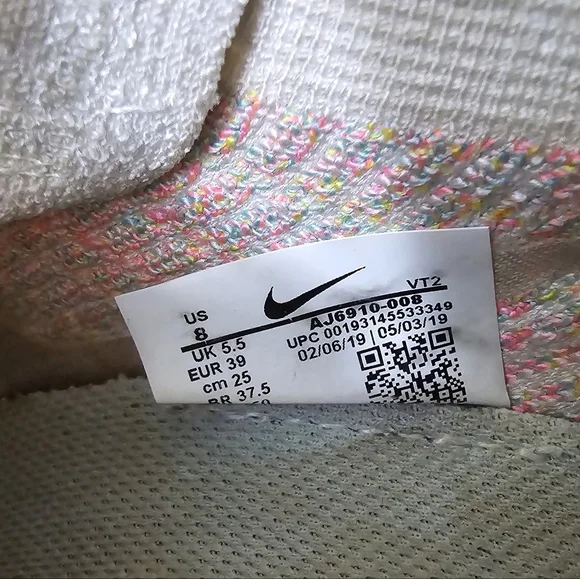 US
8
UK 5.5
EUR 39
cm 25
BR 37.5
VT2
AJ6910-008
UPC 00193145533349
02/06/19 | 05/03/19